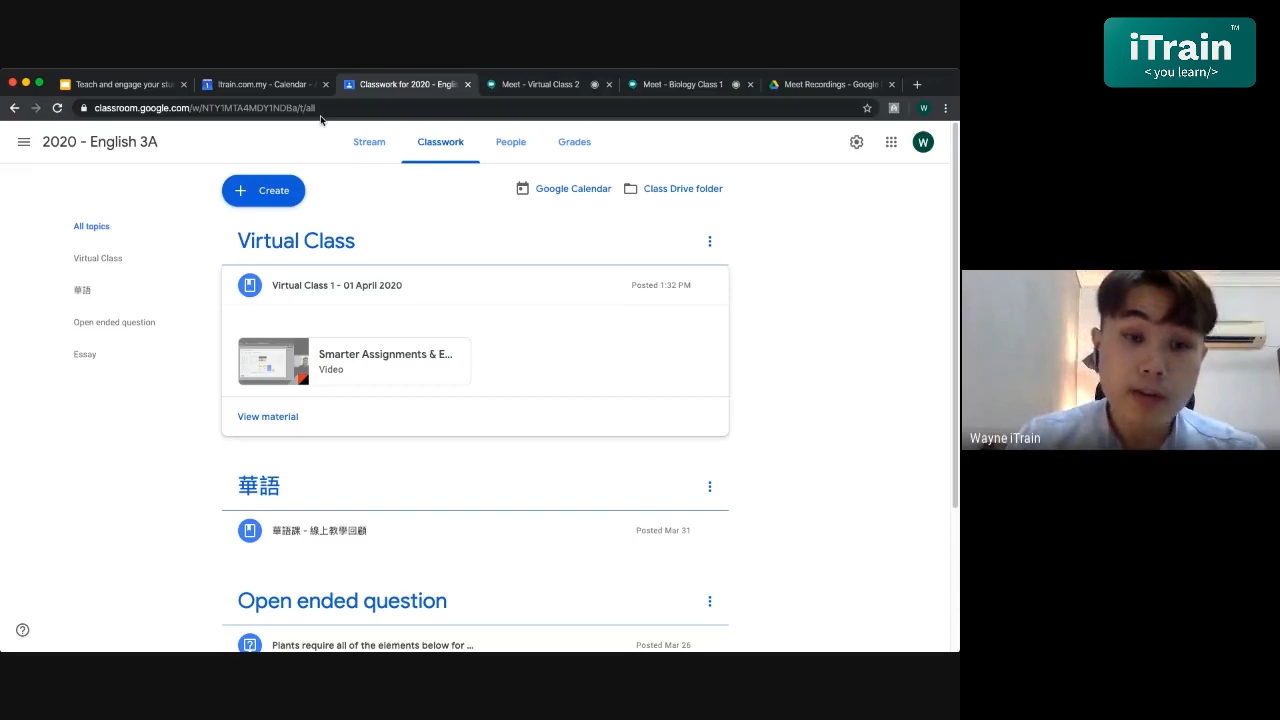 iTrain™
< you learn/>
Teach and engage your stu
itrain.com.my - Calendar -
Classwork for 2020 - Engli
Meet - Virtual Class 2
Meet - Biology Class 1
Meet Recordings - Google
classroom.google.com/w/NTY1MTA4MDY1NDBa/t/all
W
2020 - English 3A
Stream
Classwork
People
Grades
W
Create
Google Calendar
Class Drive folder
All topics
Virtual Class
華語
Open ended question
Essay
Virtual Class
Virtual Class 1 - 01 April 2020
Posted 1:32 PM
Smarter Assignments & E...
Video
View material
華語
華語課 - 線上教學回顧
Posted Mar 31
Open ended question
Plants require all of the elements below for ...
Posted Mar 26
Wayne iTrain